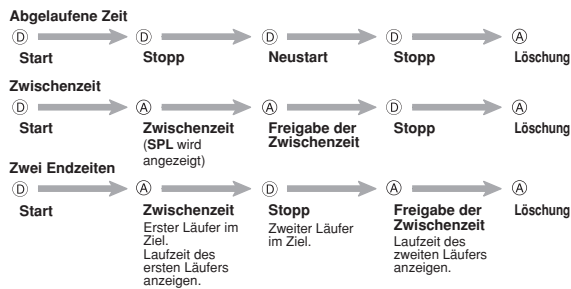 Abgelaufene Zeit
D D D D A
Start Stopp Neustart Stopp Löschung
Zwischenzeit
D A A D A
Start Zwischenzeit Freigabe der Stopp Löschung
(SPL wird Zwischenzeit
angezeigt)
Zwei Endzeiten
D A D A A
Start Zwischenzeit Stopp Freigabe der Löschung
Erster Läufer im Zweiter Läufer Zwischenzeit
Ziel. im Ziel. Laufzeit des
Laufzeit des zweiten Läufers
ersten Läufers anzeigen.
anzeigen.